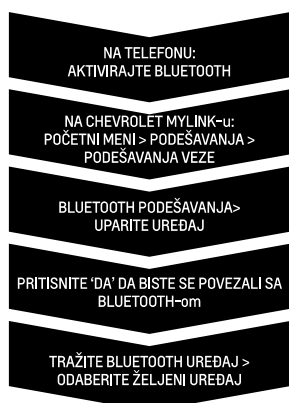 NA TELEFONU:
AKTIVIRAJTE BLUETOOTH
NA CHEVROLET MYLINK-u:
POČETNI MENI > PODEŠAVANJA >
PODEŠAVANJA VEZE
BLUETOOTH PODEŠAVANJA>
UPARITE UREĐAJ
PRITISNITE ‘DA’ DA BISTE SE POVEZALI SA
BLUETOOTH-om
TRAŽITE BLUETOOTH UREĐAJ >
ODABERITE ŽELJENI UREĐAJ